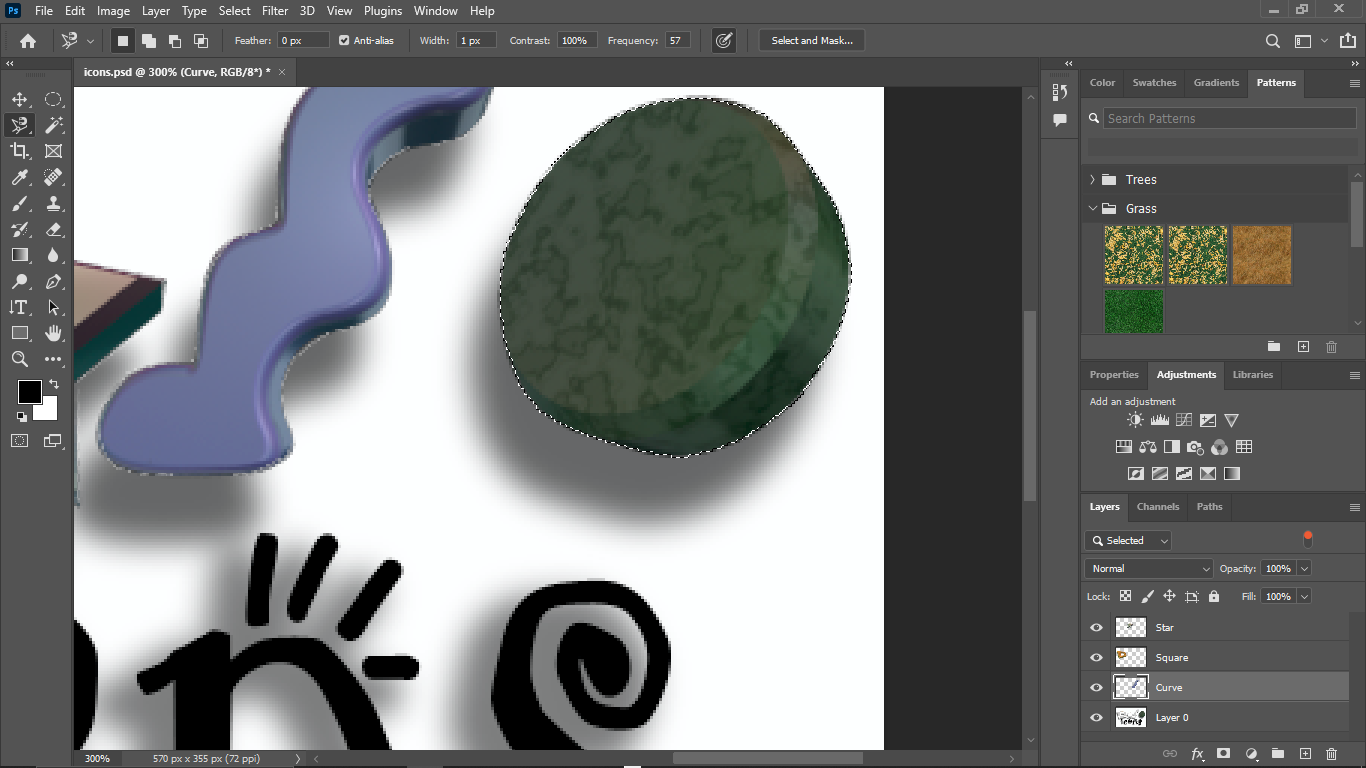 Ps File Edit Image Layer Type Select Filter 3D View Plugins Window Help
Feather: 0 px Anti-alias Width: 1 px Contrast: 100% Frequency: 57 Select and Mask...
icons.psd @ 300% (Curve, RGB/8*) * ×
Color Swatches Gradients Patterns
Search Patterns
Trees
Grass
Properties Adjustments Libraries
Add an adjustment
Layers Channels Paths
Selected
Normal Opacity: 100%
Lock: Fill: 100%
Star
Square
Curve
Layer 0
300% 570 px x 355 px (72 ppi)